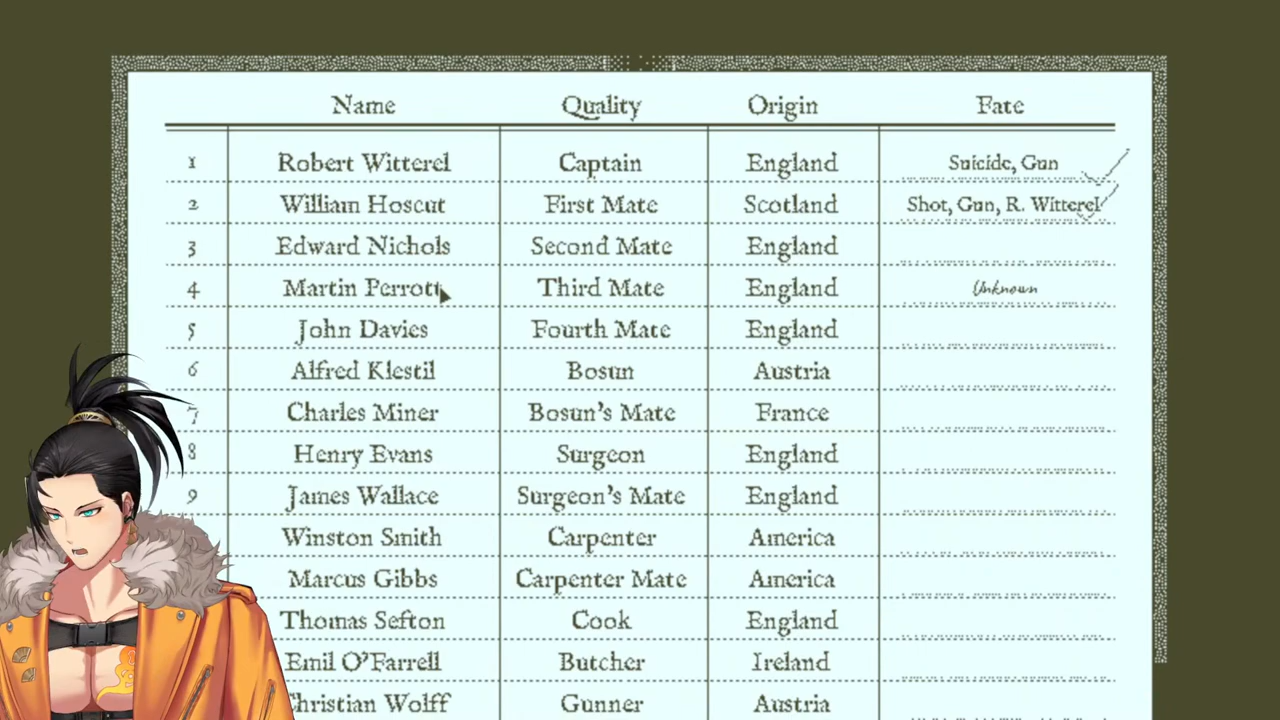 Name Quality Origin Fate
1 Robert Witterel Captain England Suicide, Gun
2 William Hoscut First Mate Scotland Shot, Gun, R. Witterel
3 Edward Nichols Second Mate England
4 Martin Perrott Third Mate England Unknown
5 John Davies Fourth Mate England
6 Alfred Klestil Bosun Austria
7 Charles Miner Bosun's Mate France
8 Henry Evans Surgeon England
9 James Wallace Surgeon's Mate England
Winston Smith Carpenter America
Marcus Gibbs Carpenter Mate America
Thomas Sefton Cook England
Emil O'Farrell Butcher Ireland
Christian Wolff Gunner Austria